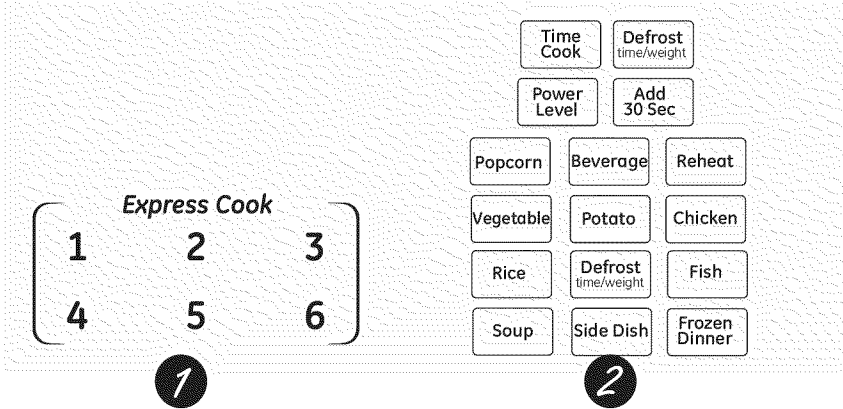 Express Cook
1 2 3
4 5 6
1
Time
Cook
Defrost
time/weight
Power
Level
Add
30 Sec
Popcorn
Beverage
Reheat
Vegetable
Potato
Chicken
Rice
Defrost
time/weight
Fish
Soup
Side Dish
Frozen
Dinner
2